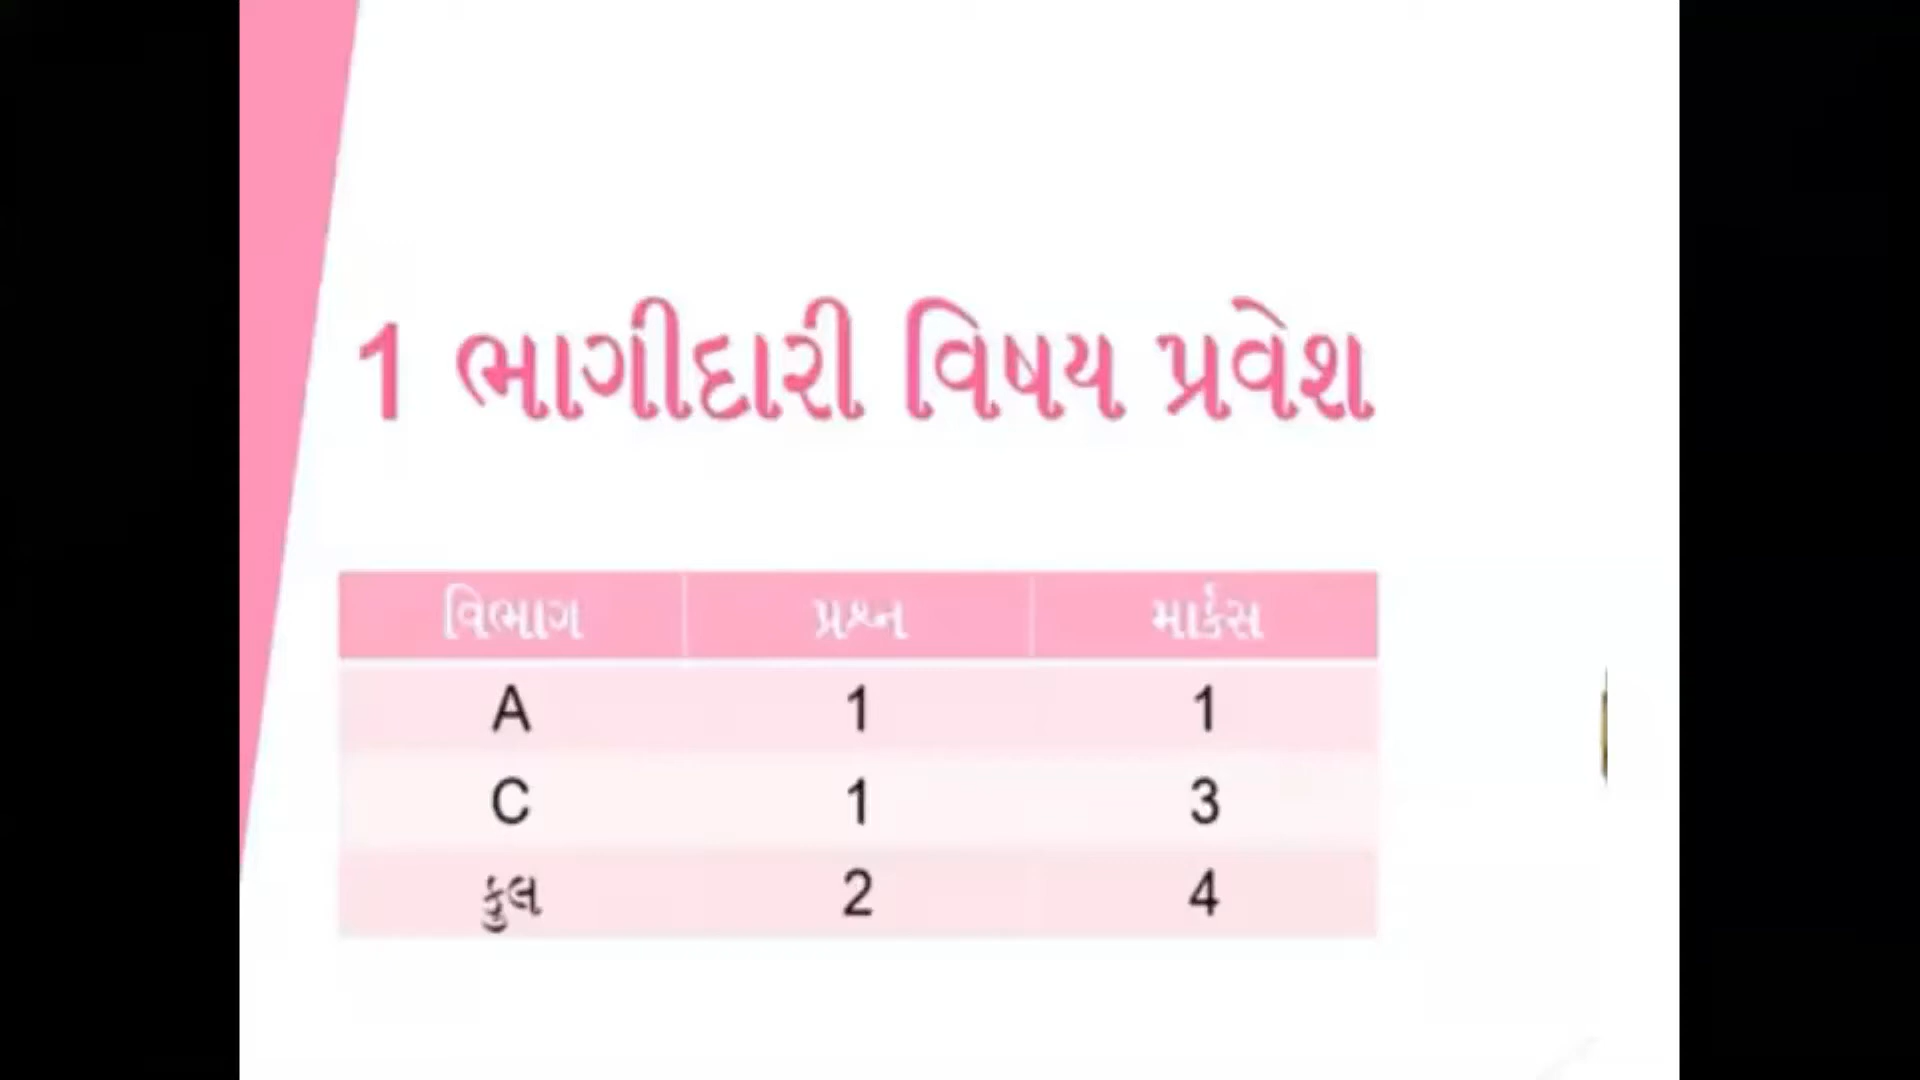 1 ભાગીદારી વિષય પ્રવેશ
વિભાગ પ્રશ્ન માર્કસ
A 1 1
C 1 3
કુલ 2 4